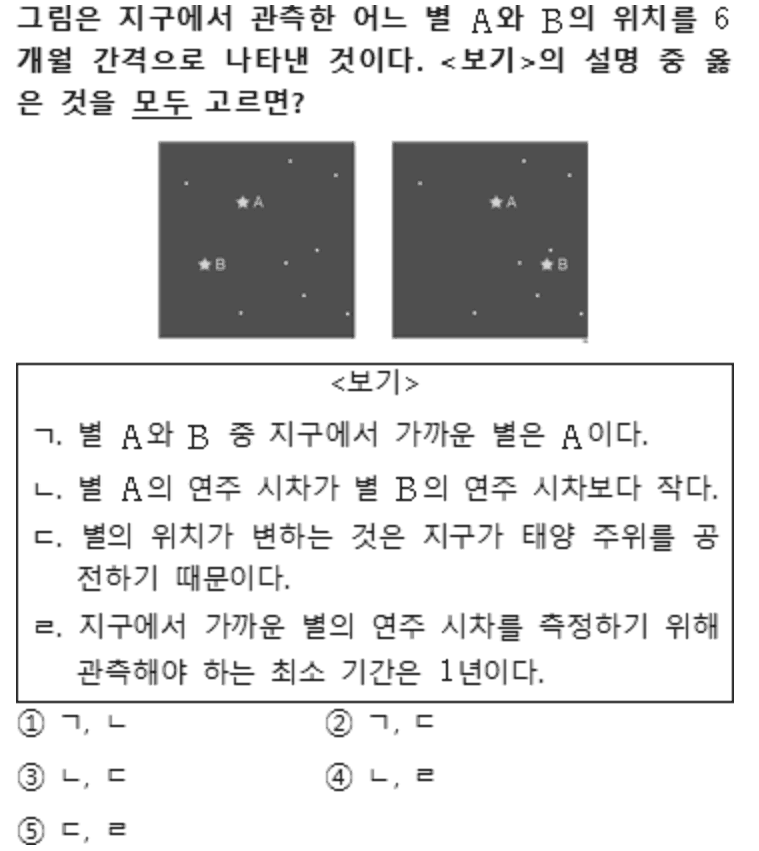 그림은 지구에서 관측한 어느 별 A와 B의 위치를 6
개월 간격으로 나타낸 것이다. <보기>의 설명 중 옳
은 것을 모두 고르면?
A A
B B
<보기>
ㄱ. 별 A와 B 중 지구에서 가까운 별은 A이다.
ㄴ. 별 A의 연주 시차가 별 B의 연주 시차보다 작다.
ㄷ. 별의 위치가 변하는 것은 지구가 태양 주위를 공
전하기 때문이다.
ㄹ. 지구에서 가까운 별의 연주 시차를 측정하기 위해
관측해야 하는 최소 기간은 1년이다.
① ㄱ, ㄴ ② ㄱ, ㄷ
③ ㄴ, ㄷ ④ ㄴ, ㄹ
⑤ ㄷ, ㄹ